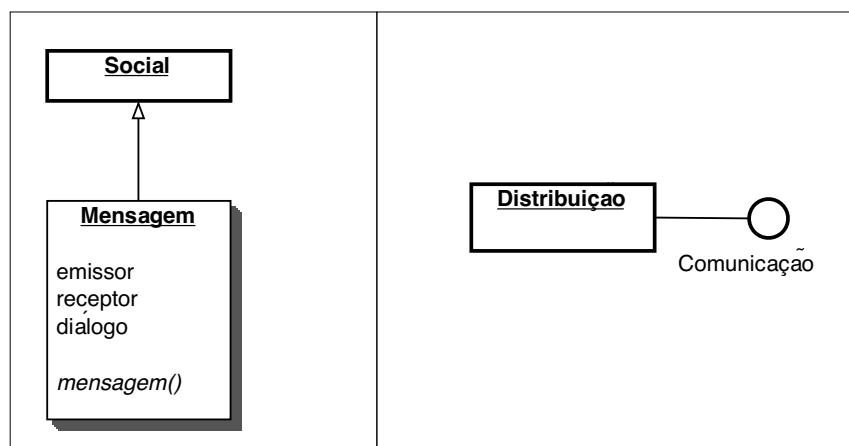 Social
Mensagem
emissor
receptor
diálogo
mensagem()
Distribuiçao
Comunicação